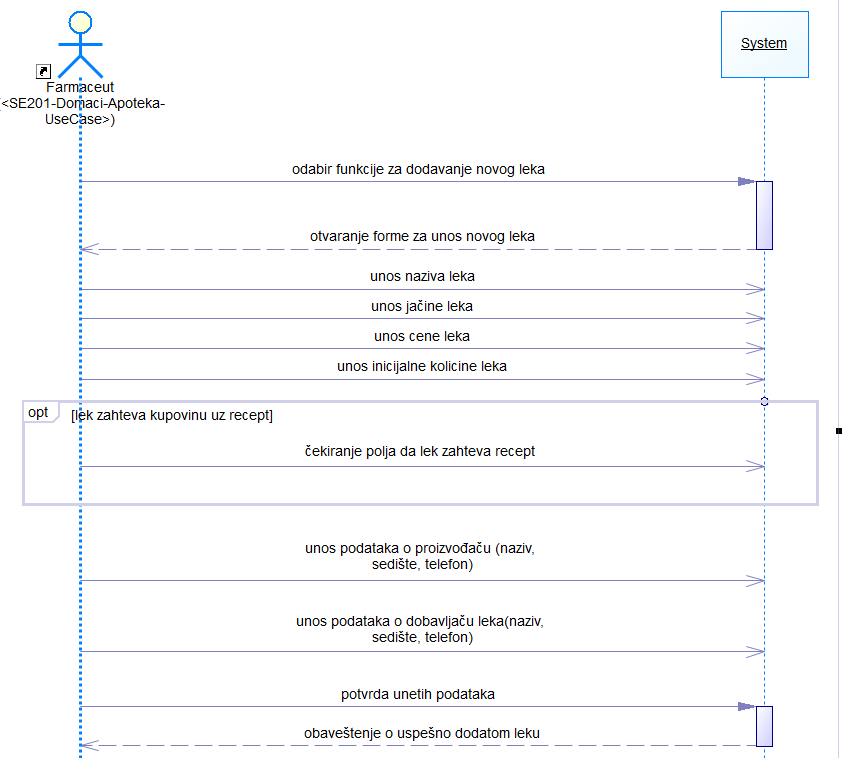 System
Farmaceut
(<SE201-Domaci-Apoteka-
UseCase>)
odabir funkcije za dodavanje novog leka
otvaranje forme za unos novog leka
unos naziva leka
unos jačine leka
unos cene leka
unos inicijalne kolicine leka
opt
[lek zahteva kupovinu uz recept]
čekiranje polja da lek zahteva recept
unos podataka o proizvođaču (naziv,
sedište, telefon)
unos podataka o dobavljaču leka(naziv,
sedište, telefon)
potvrda unetih podataka
obaveštenje o uspešno dodatom leku